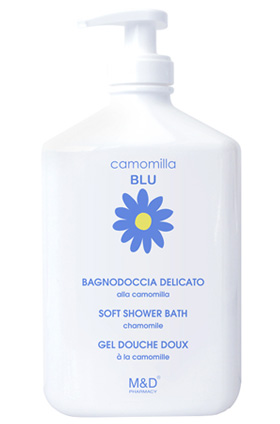 camomilla
BLU
BAGNODOCCIA DELICATO
alla camomilla
SOFT SHOWER BATH
chamomile
GEL DOUCHE DOUX
à la camomille
M&D®
PHARMACY